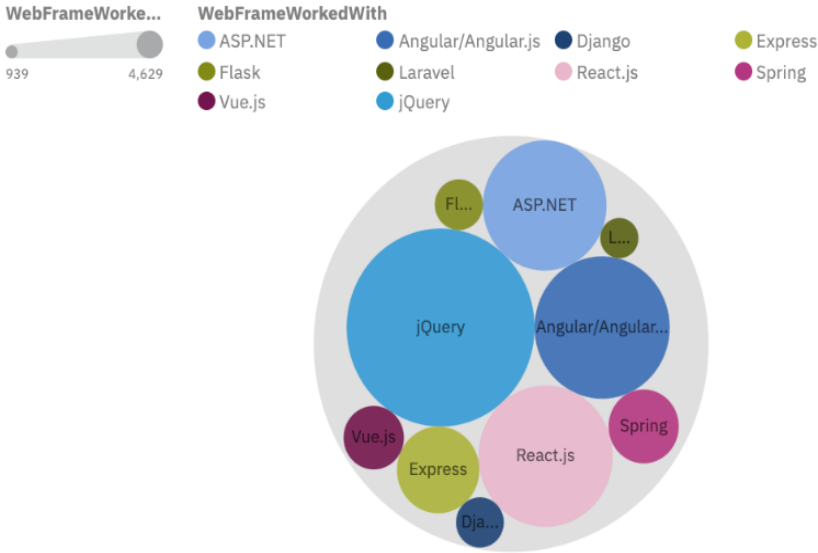 WebFrameWorke... WebFrameWorkedWith
ASP.NET Angular/Angular.js Django Express
Flask Laravel React.js Spring
939 4,629
Vue.js jQuery
Fl... ASP.NET
L...
jQuery Angular/Angular...
Spring
Vue.js
React.js
Express
Dja...